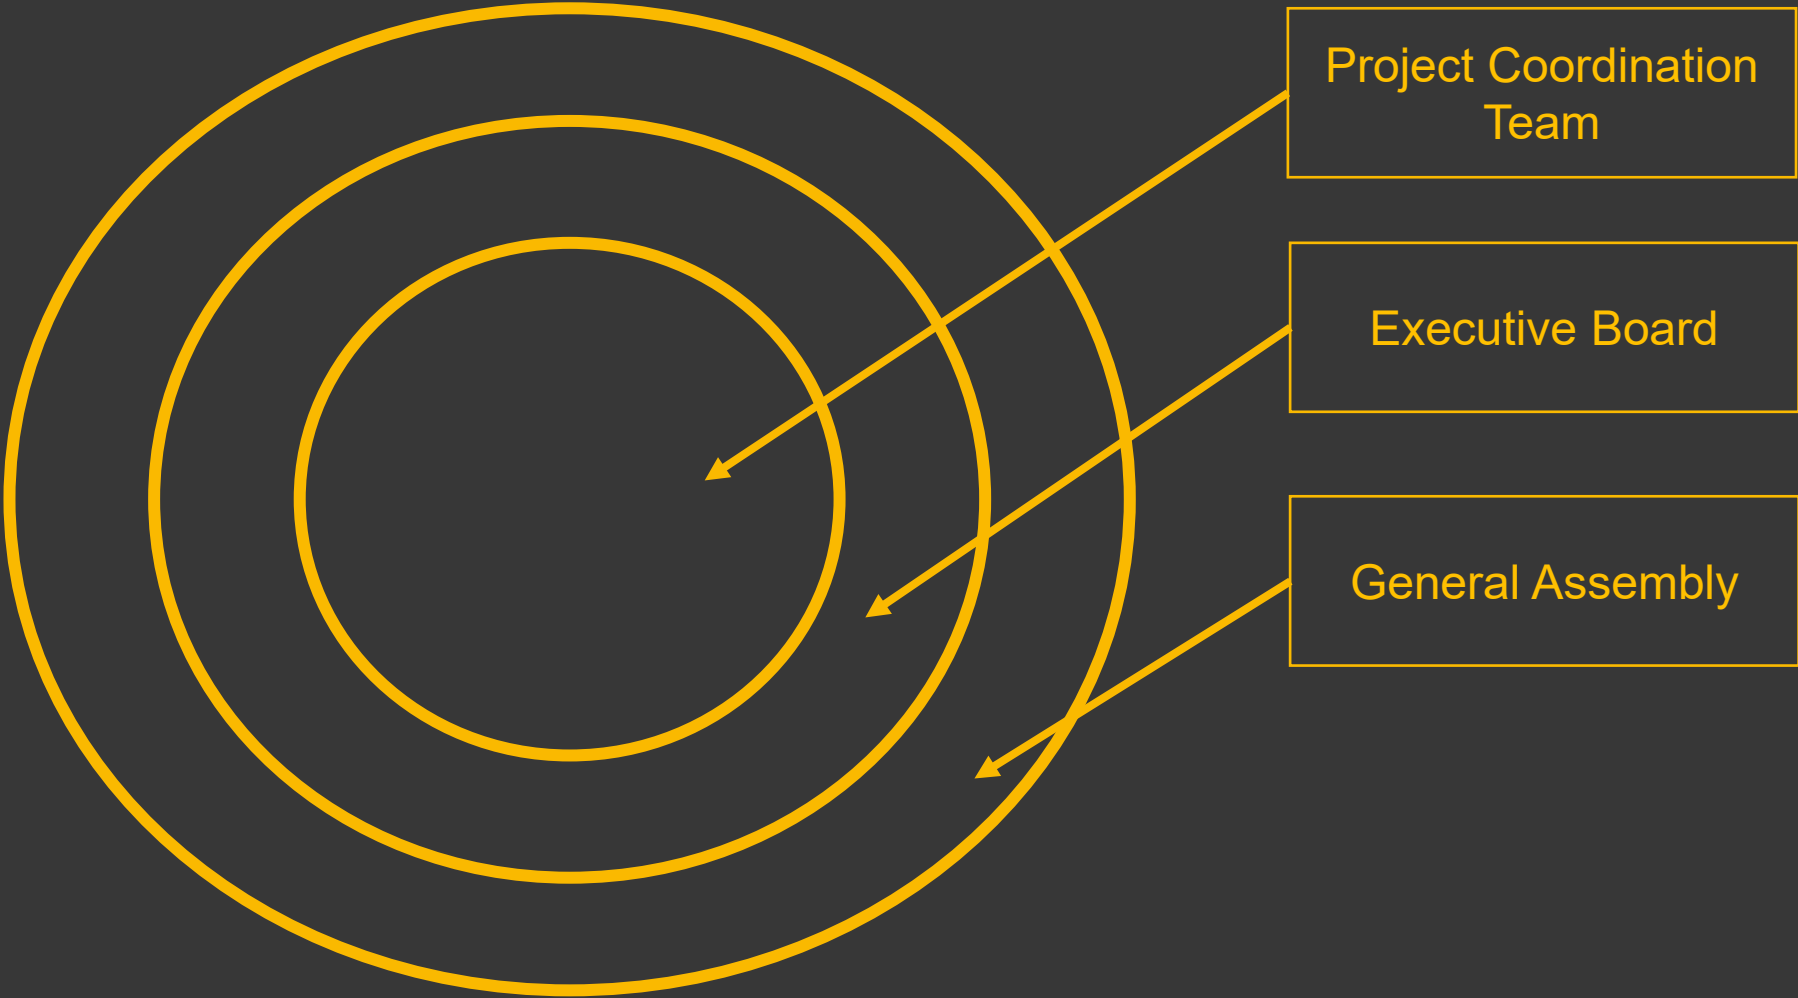 Project Coordination
Team
Executive Board
General Assembly